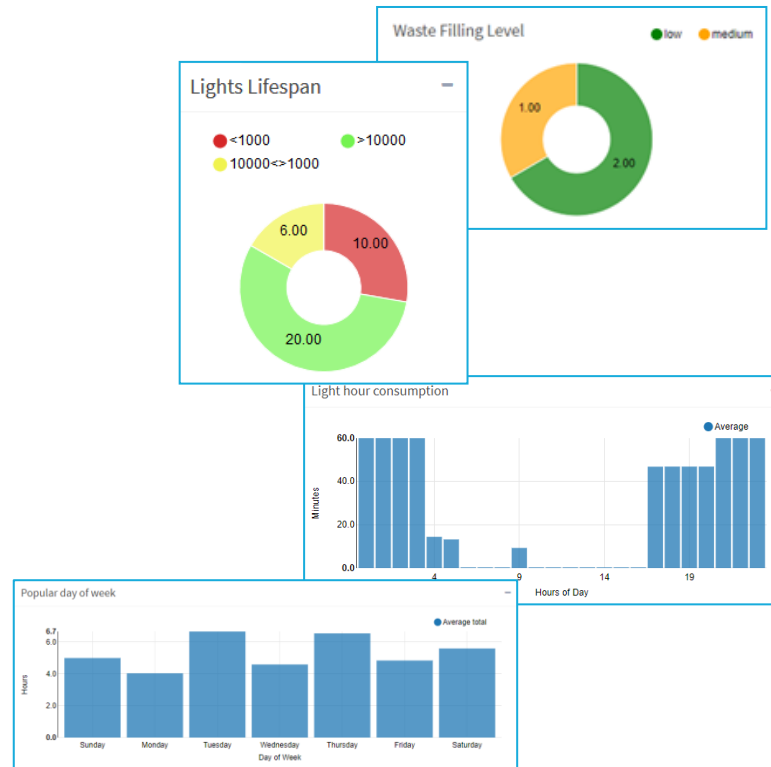 Waste Filling Level
low medium
1.00
2.00
Lights Lifespan
<1000 >10000
10000<>1000
6.00
10.00
20.00
Light hour consumption
Average
60.0
40.0
20.0
0.0
Minutes
4 9 14 19
Hours of Day
Popular day of week
Average total
6.7
6.0
4.0
2.0
0.0
Hours
Sunday Monday Tuesday Wednesday Thursday Friday Saturday
Day of Week